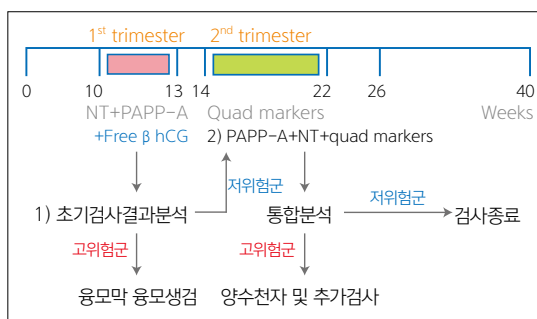 1st trimester 2nd trimester
0 10 13 14 22 26 40
NT+PAPP-A Quad markers Weeks
+Free β hCG 2) PAPP-A+NT+quad markers
저위험군 저위험군
1) 초기검사결과분석 통합분석 검사종료
고위험군 고위험군
융모막 융모생검 양수천자 및 추가검사